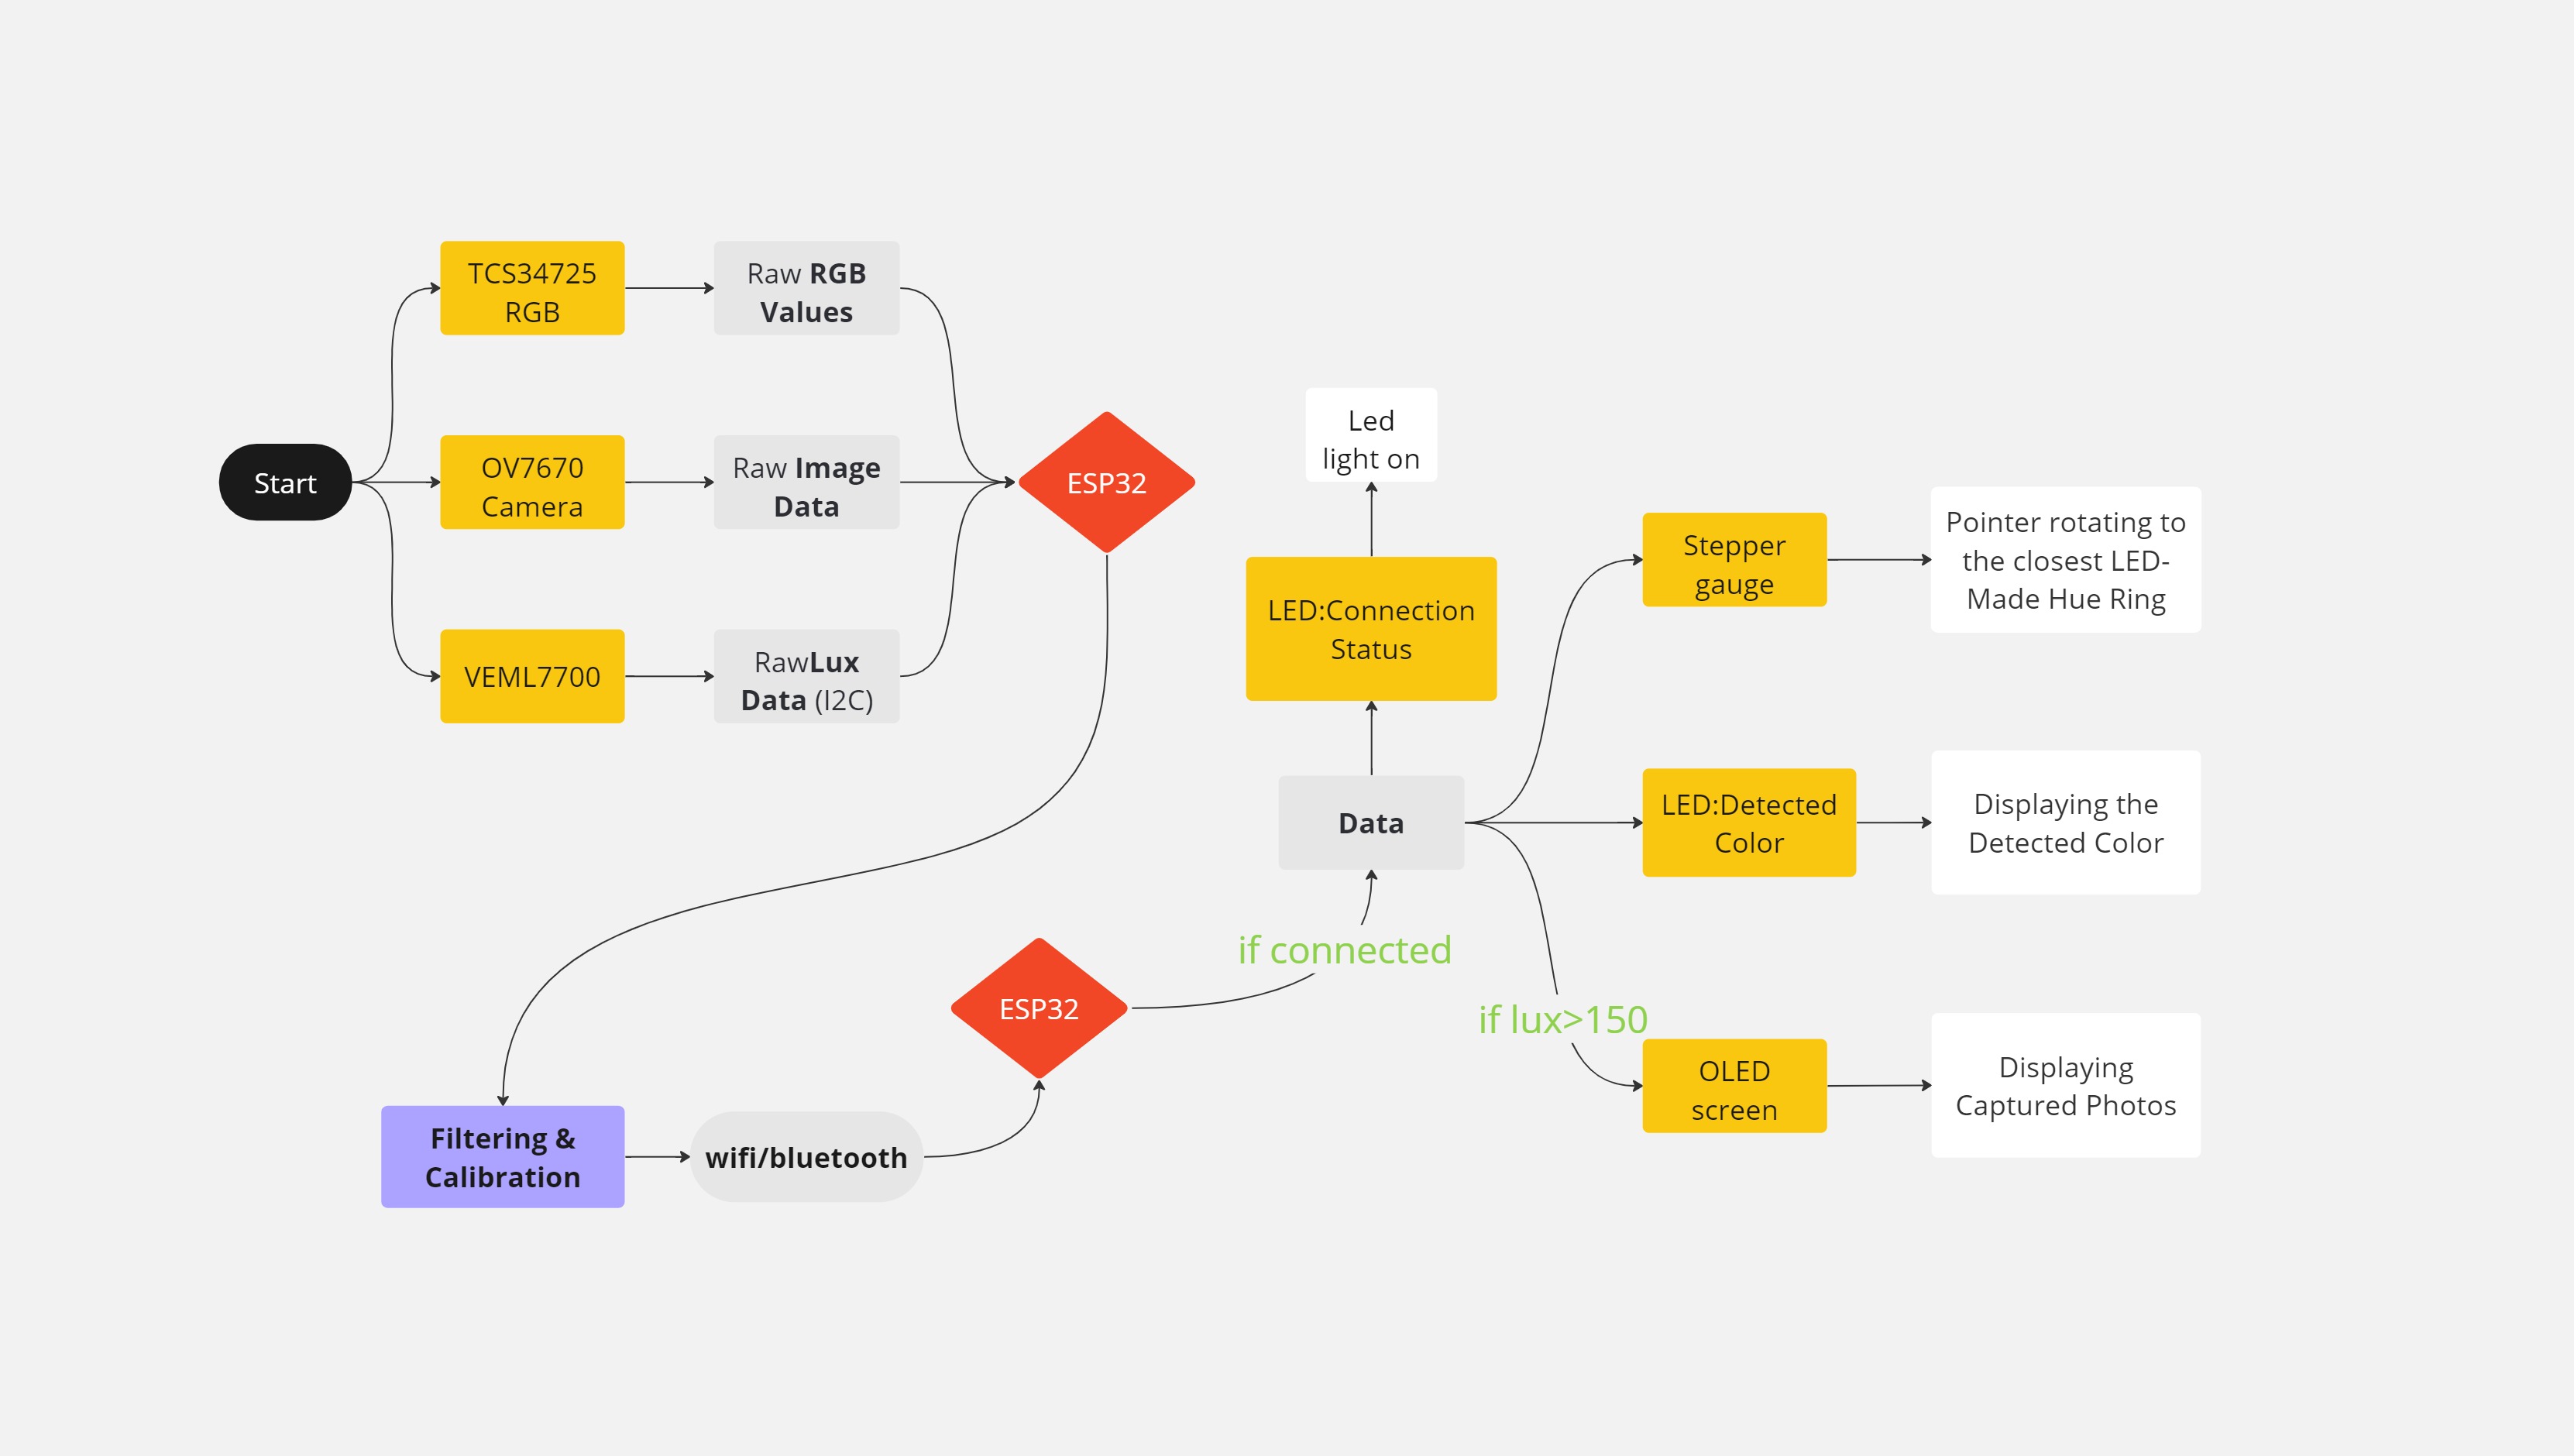 Start
TCS34725
RGB
Raw RGB
Values
OV7670
Camera
Raw Image
Data
VEML7700
RawLux
Data (I2C)
ESP32
Filtering &
Calibration
wifi/bluetooth
ESP32
if connected
Data
LED:Connection
Status
Led
light on
Stepper
gauge
Pointer rotating to
the closest LED-
Made Hue Ring
LED:Detected
Color
Displaying the
Detected Color
if lux>150
OLED
screen
Displaying
Captured Photos